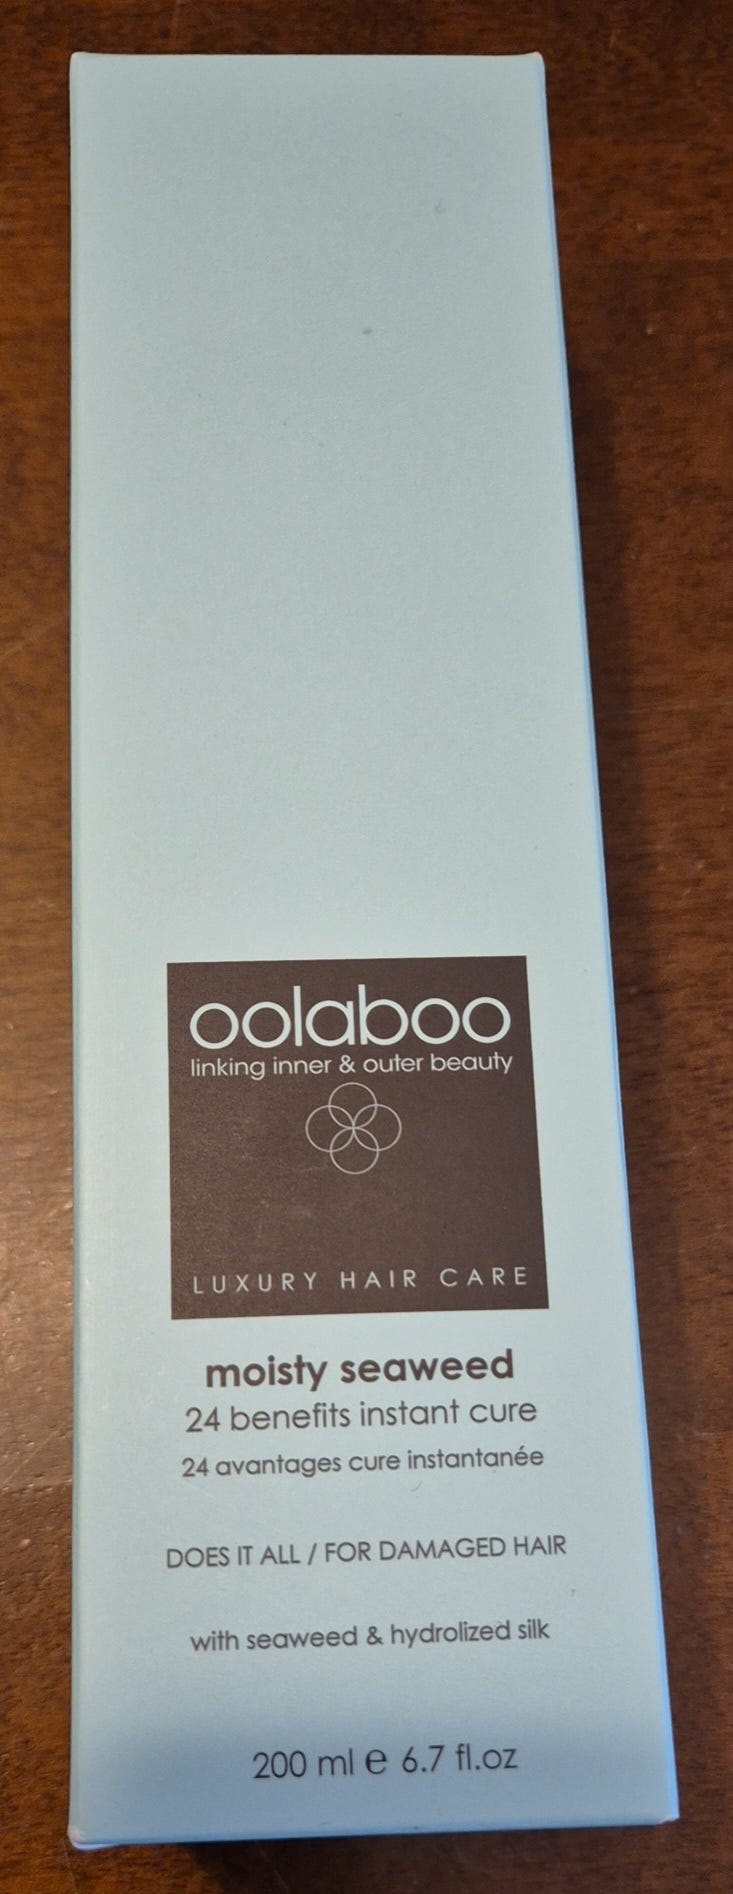 oolaboo
linking inner & outer beauty
LUXURY HAIR CARE
moisty seaweed
24 benefits instant cure
24 avantages cure instantanée
DOES IT ALL / FOR DAMAGED HAIR
with seaweed & hydrolized silk
200 ml e 6.7 fl.oz